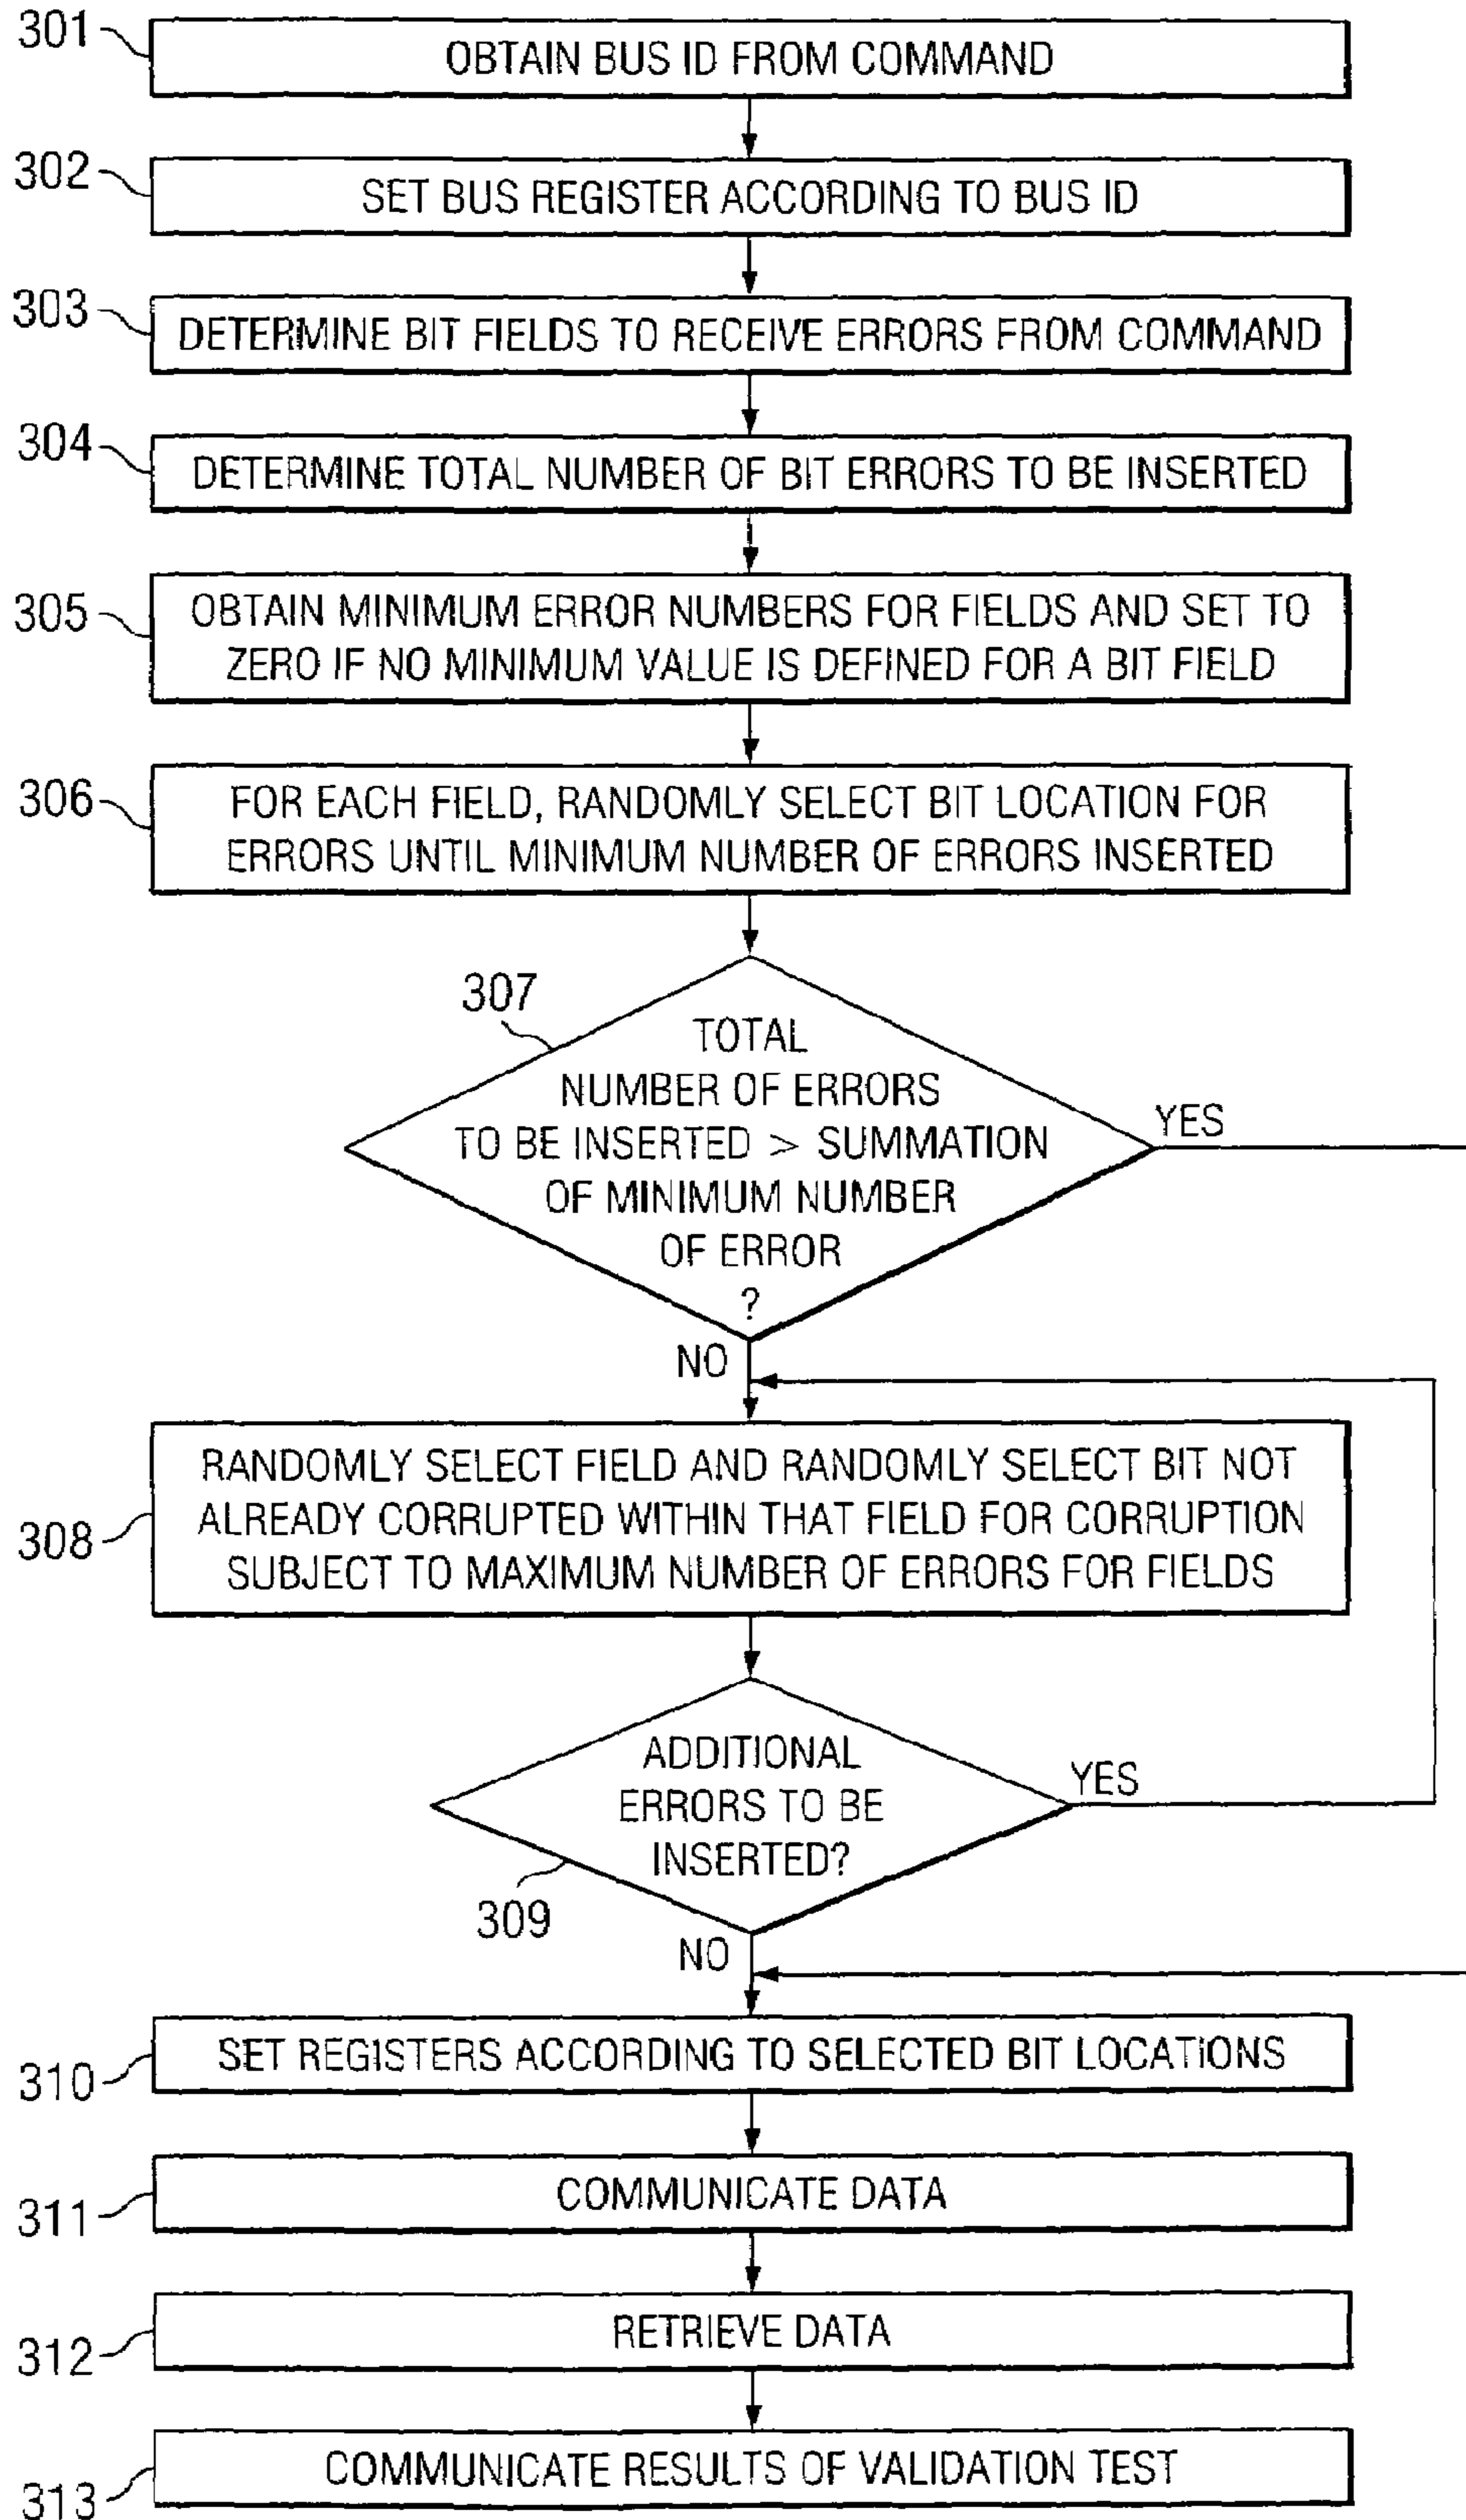 301
OBTAIN BUS ID FROM COMMAND
302
SET BUS REGISTER ACCORDING TO BUS ID
303
DETERMINE BIT FIELDS TO RECEIVE ERRORS FROM COMMAND
304
DETERMINE TOTAL NUMBER OF BIT ERRORS TO BE INSERTED
305
OBTAIN MINIMUM ERROR NUMBERS FOR FIELDS AND SET TO
ZERO IF NO MINIMUM VALUE IS DEFINED FOR A BIT FIELD
306
FOR EACH FIELD, RANDOMLY SELECT BIT LOCATION FOR
ERRORS UNTIL MINIMUM NUMBER OF ERRORS INSERTED
307
TOTAL
NUMBER OF ERRORS
TO BE INSERTED > SUMMATION
OF MINIMUM NUMBER
OF ERROR
?
YES
NO
308
RANDOMLY SELECT FIELD AND RANDOMLY SELECT BIT NOT
ALREADY CORRUPTED WITHIN THAT FIELD FOR CORRUPTION
SUBJECT TO MAXIMUM NUMBER OF ERRORS FOR FIELDS
ADDITIONAL
ERRORS TO BE
INSERTED?
YES
309
NO
310
SET REGISTERS ACCORDING TO SELECTED BIT LOCATIONS
311
COMMUNICATE DATA
312
RETRIEVE DATA
313
COMMUNICATE RESULTS OF VALIDATION TEST